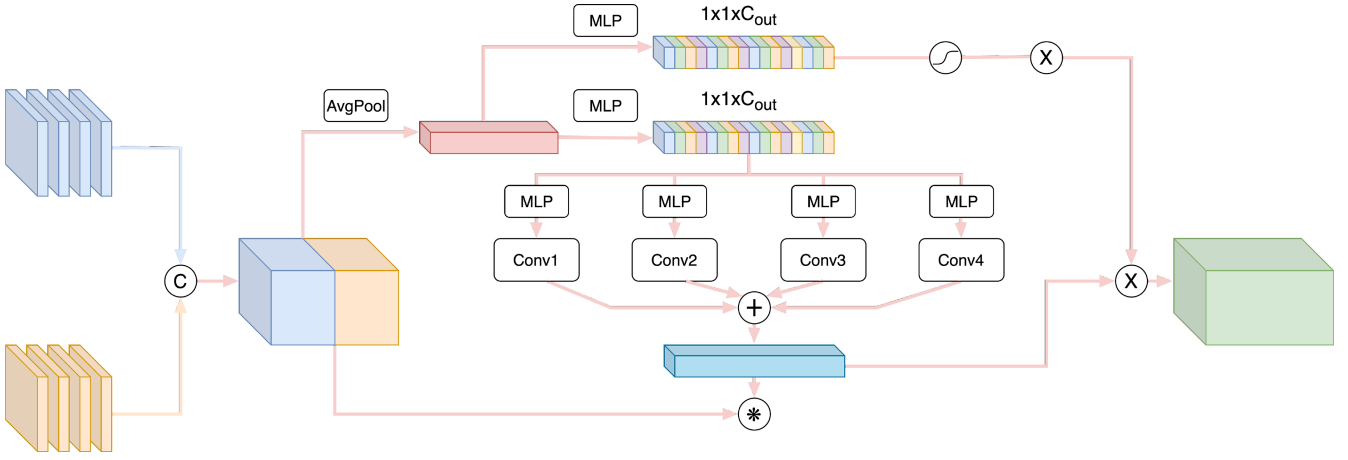 MLP
1x1xCout
X
AvgPool
MLP
1x1xCout
MLP
MLP
MLP
MLP
Conv1
Conv2
Conv3
Conv4
C
X
+
*